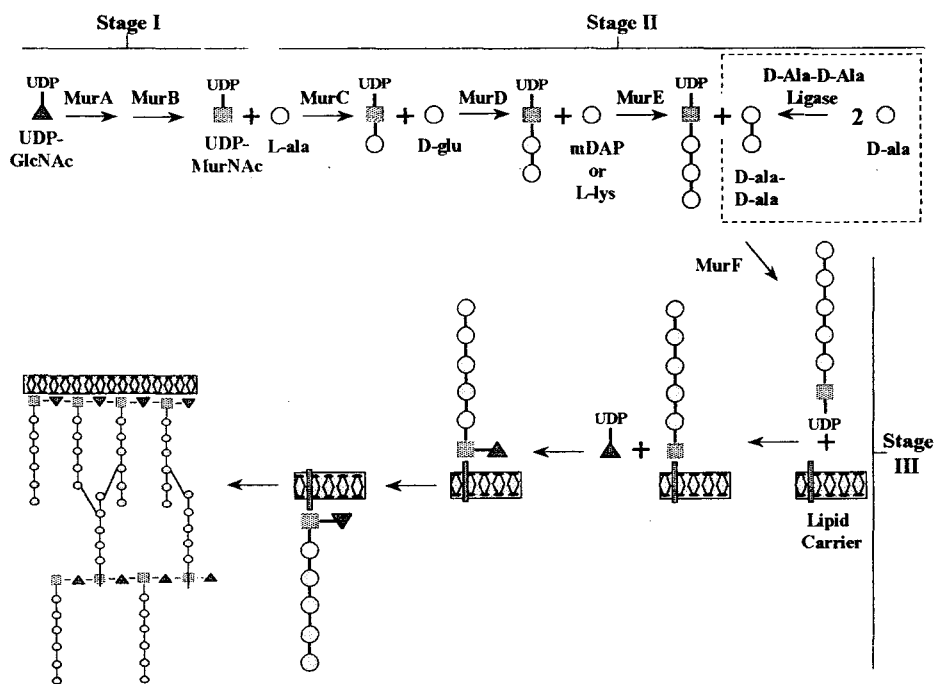 Stage I
Stage II
UDP
MurA
MurB
UDP-
GlcNAc
UDP
+
UDP-
MurNAc
L-ala
MurC
UDP
+
D-glu
MurD
UDP
+
mDAP
or
L-lys
MurE
UDP
+
D-Ala-D-Ala
Ligase
2
D-ala-
D-ala
D-ala
MurF
UDP
+
Stage
III
Lipid
Carrier
UDP
+